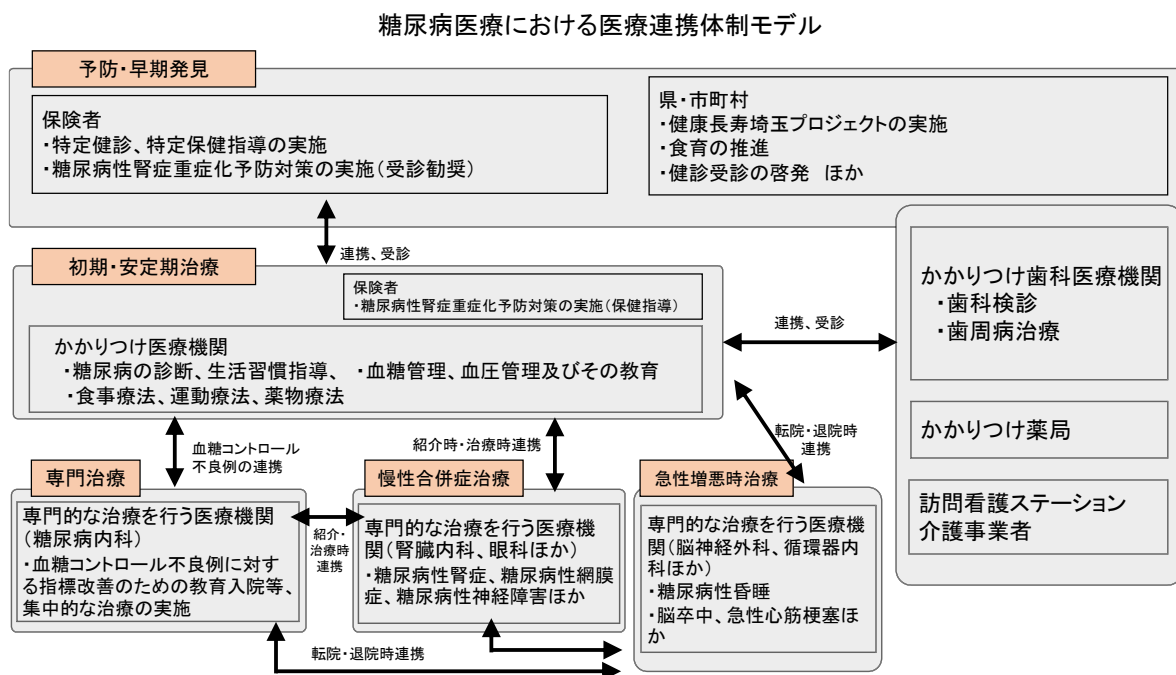 糖尿病医療における医療連携体制モデル
予防・早期発見
保険者
・特定健診、特定保健指導の実施
・糖尿病性腎症重症化予防対策の実施(受診勧奨)
県・市町村
・健康長寿埼玉プロジェクトの実施
・食育の推進
・健診受診の啓発 ほか
連携、受診
初期・安定期治療
保険者
・糖尿病性腎症重症化予防対策の実施(保健指導)
かかりつけ医療機関
・糖尿病の診断、生活習慣指導、 ・血糖管理、血圧管理及びその教育
・食事療法、運動療法、薬物療法
連携、受診
かかりつけ歯科医療機関
・歯科検診
・歯周病治療
かかりつけ薬局
訪問看護ステーション
介護事業者
血糖コントロール
不良例の連携
紹介時・治療時連携
転院・退院時
連携
専門治療
専門的な治療を行う医療機関
(糖尿病内科)
・血糖コントロール不良例に対す
る指標改善のための教育入院等、
集中的な治療の実施
紹介・
治療時
連携
慢性合併症治療
専門的な治療を行う医療機
関(腎臓内科、眼科ほか)
・糖尿病性腎症、糖尿病性網膜
症、糖尿病性神経障害ほか
急性増悪時治療
専門的な治療を行う医療機
関(脳神経外科、循環器内
科ほか)
・糖尿病性昏睡
・脳卒中、急性心筋梗塞ほ
か
転院・退院時連携